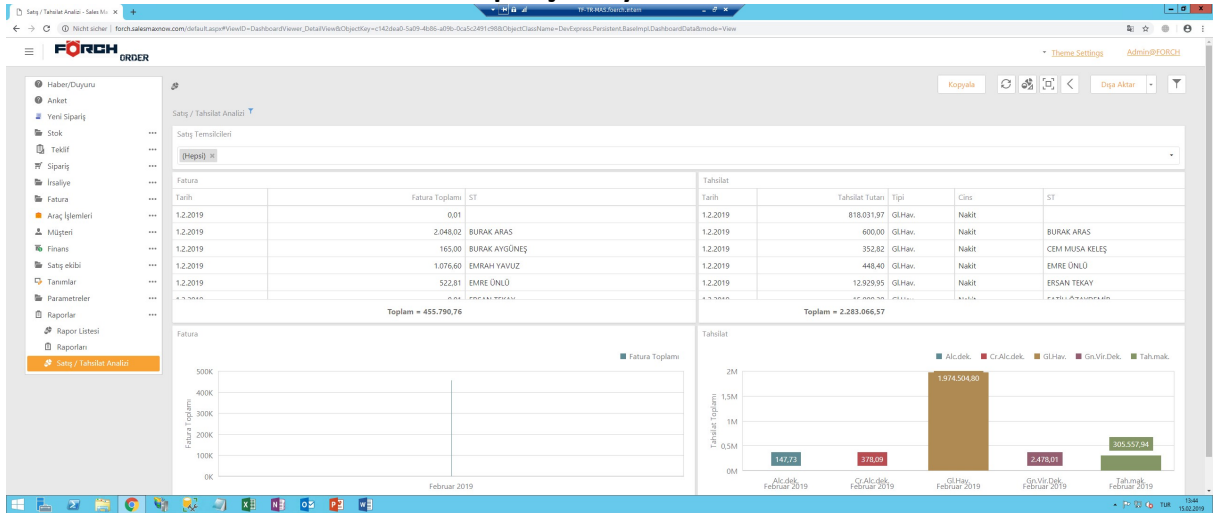 Satış / Tahsilat Analizi - Sales Ma
TF-TR-MAS.foerch.intern
Nicht sicher | forch.salesmaxnow.com/default.aspx#ViewID=DashboardViewer_DetailView&ObjectKey=c142dea0-5a09-4b86-a09b-0ca5c2491c98&ObjectClassName=DevExpress.Persistent.BaseImpl.DashboardData&mode=View
FÖRCH ORDER
Theme Settings Admin@FORCH
Haber/Duyuru
Anket
Yeni Sipariş
Stok
Teklif
Sipariş
İrsaliye
Fatura
Araç İşlemleri
Müşteri
Finans
Satış ekibi
Tanımlar
Parametreler
Raporlar
Rapor Listesi
Raporları
Satış / Tahsilat Analizi
Kopyala Dışa Aktar
Satış / Tahsilat Analizi
Satış Temsilcileri
(Hepsi)
Fatura
Tarih Fatura Toplamı ST
1.2.2019 0,01
1.2.2019 2.048,02 BURAK ARAS
1.2.2019 165,00 BURAK AYGÜNEŞ
1.2.2019 1.076,60 EMRAH YAVUZ
1.2.2019 522,81 EMRE ÜNLÜ
1.2.2019 0,01 ERSAN TEKAY
Toplam = 455.790,76
Tahsilat
Tarih Tahsilat Tutarı Tipi Cins ST
1.2.2019 818.031,97 Gl.Hav. Nakit
1.2.2019 600,00 Gl.Hav. Nakit BURAK ARAS
1.2.2019 352,82 Gl.Hav. Nakit CEM MUSA KELEŞ
1.2.2019 448,40 Gl.Hav. Nakit EMRE ÜNLÜ
1.2.2019 12.929,95 Gl.Hav. Nakit ERSAN TEKAY
Toplam = 2.283.066,57
Fatura
Fatura Toplamı
500K
400K
300K
200K
100K
0K
Fatura Toplamı
Februar 2019
Tahsilat
Alc.dek. Cr.Alc.dek. Gl.Hav. Gn.Vir.Dek. Tah.mak.
2M
1,5M
1M
0,5M
0M
Tahsilat Toplamı
147,73 378,09 1.974.504,80 2.478,01 305.557,94
Alc.dek. Cr.Alc.dek. Gl.Hav. Gn.Vir.Dek. Tah.mak.
Februar 2019 Februar 2019 Februar 2019 Februar 2019 Februar 2019
TUR 13:44
15.02.2019